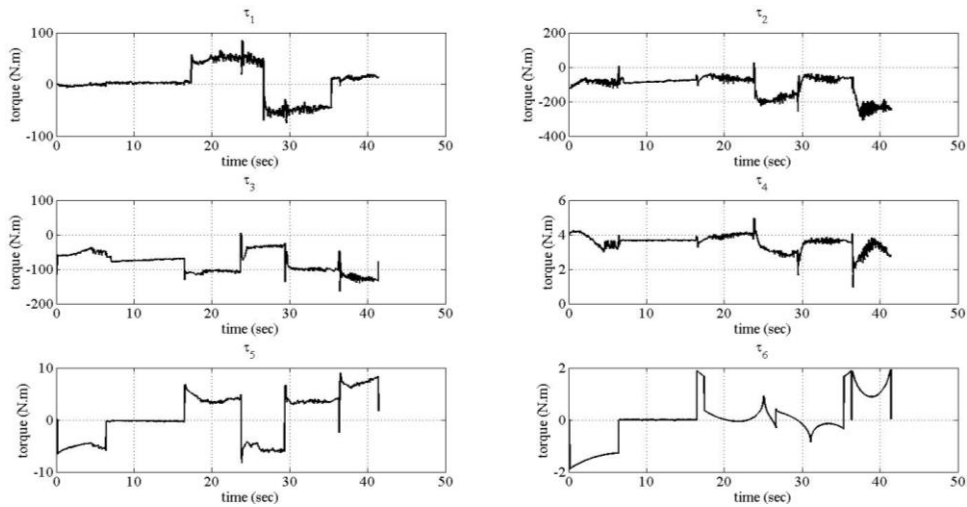 τ1 τ2
100 200
torque (N.m) 0 torque (N.m) 0
-200
-100 -400
0 10 20 30 40 50 0 10 20 30 40 50
time (sec) time (sec)
τ3 τ4
100 6
torque (N.m) 0 torque (N.m) 4
-100 2
-200 0
0 10 20 30 40 50 0 10 20 30 40 50
time (sec) time (sec)
τ5 τ6
10 2
torque (N.m) 0 torque (N.m) 0
-10 -2
0 10 20 30 40 50 0 10 20 30 40 50
time (sec) time (sec)